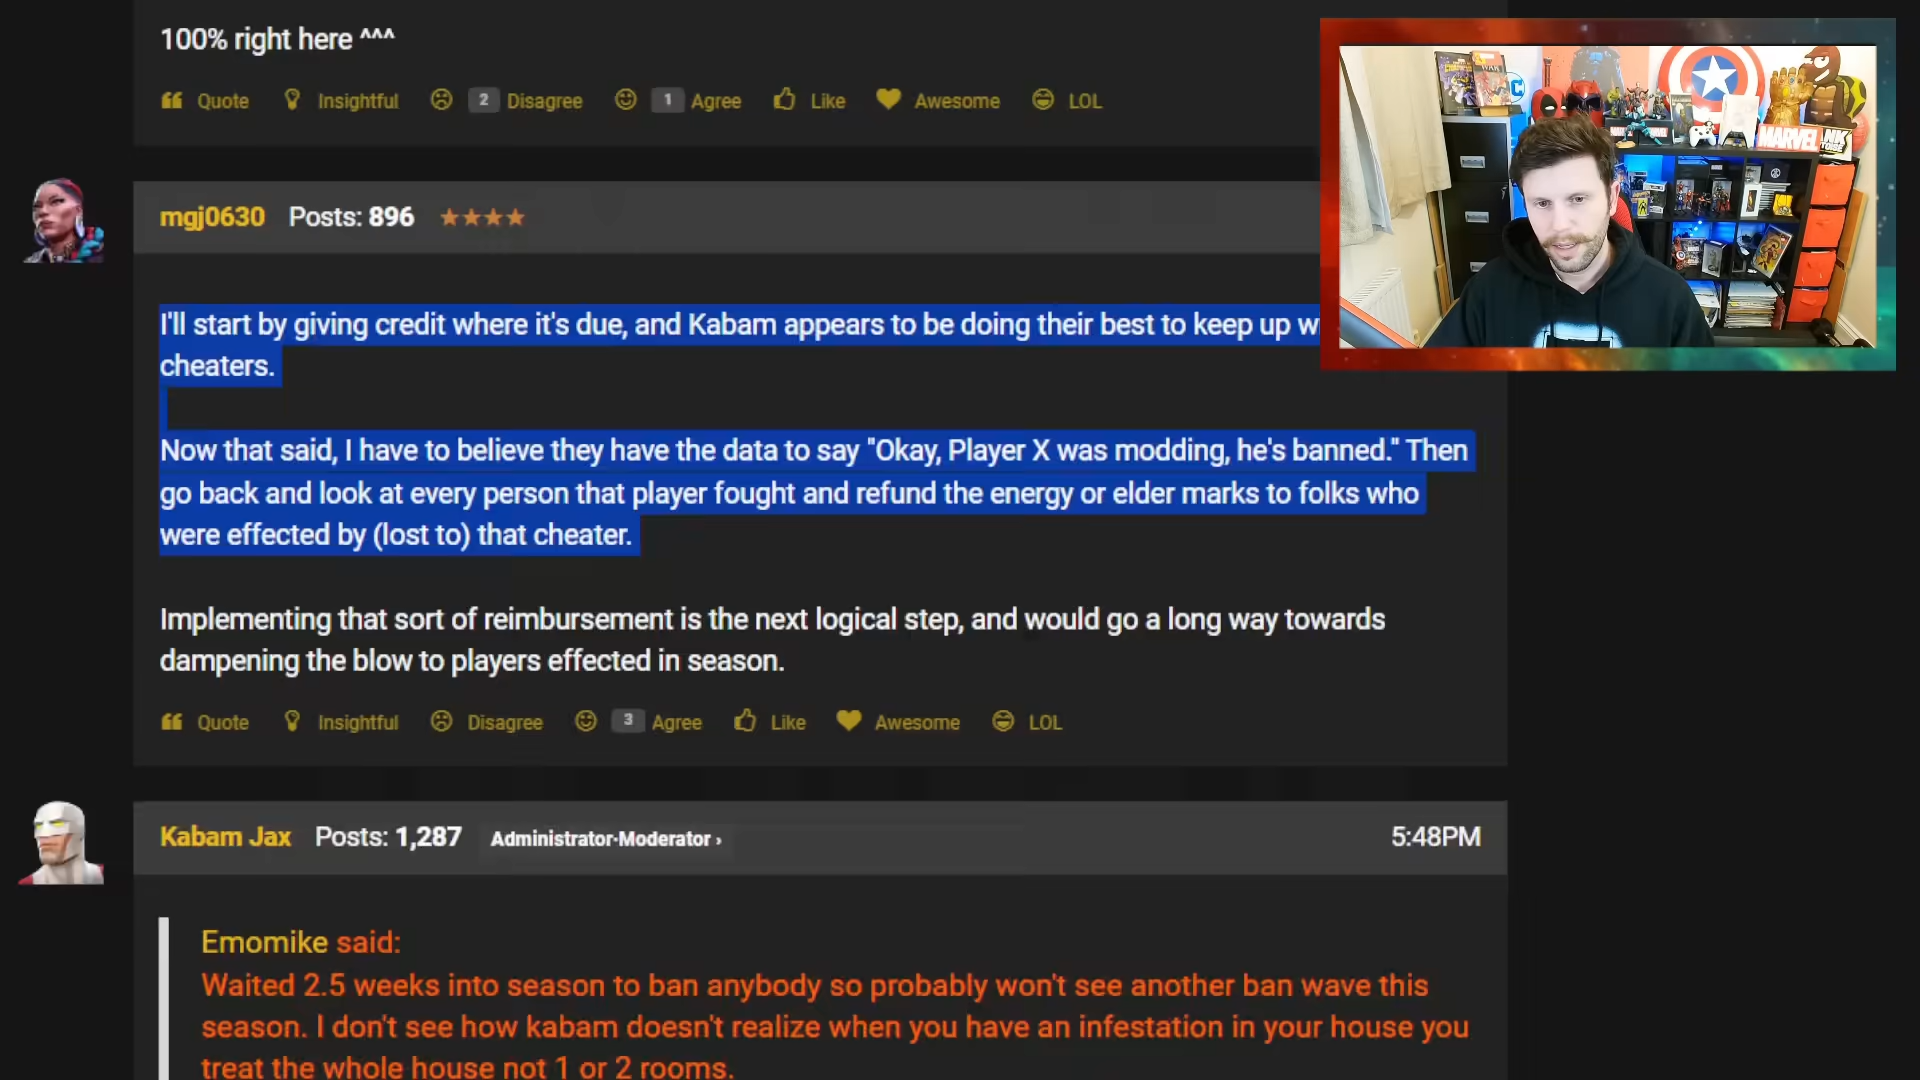 100% right here ^^^
Quote Insightful 2 Disagree 1 Agree Like Awesome LOL
mgj0630 Posts: 896
I'll start by giving credit where it's due, and Kabam appears to be doing their best to keep up
cheaters.
Now that said, I have to believe they have the data to say "Okay, Player X was modding, he's banned." Then
go back and look at every person that player fought and refund the energy or elder marks to folks who
were effected by (lost to) that cheater.
Implementing that sort of reimbursement is the next logical step, and would go a long way towards
dampening the blow to players effected in season.
Quote Insightful Disagree 3 Agree Like Awesome LOL
Kabam Jax Posts: 1,287 Administrator·Moderator › 5:48PM
Emomike said:
Waited 2.5 weeks into season to ban anybody so probably won't see another ban wave this
season. I don't see how kabam doesn't realize when you have an infestation in your house you
treat the whole house not 1 or 2 rooms.
MARVEL